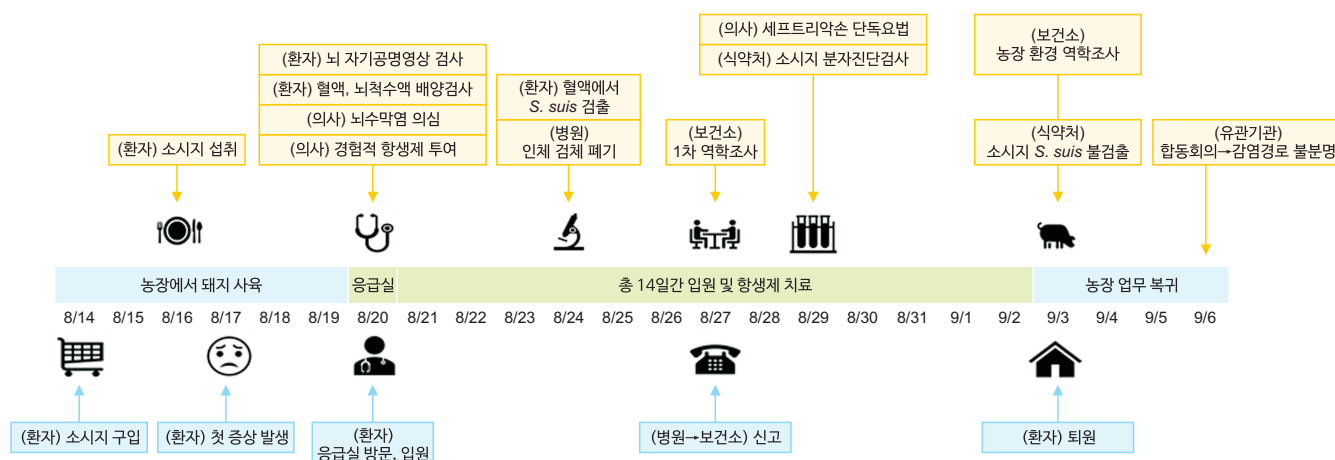 (의사) 세프트리악손 단독요법
(식약처) 소시지 분자진단검사
(보건소)
농장 환경 역학조사
(환자) 뇌 자기공명영상 검사
(환자) 혈액, 뇌척수액 배양검사
(의사) 뇌수막염 의심
(의사) 경험적 항생제 투여
(환자) 혈액에서
S. suis 검출
(병원)
인체 검체 폐기
(환자) 소시지 섭취
(보건소)
1차 역학조사
(식약처)
소시지 S. suis 불검출
(유관기관)
합동회의→감염경로 불분명
농장에서 돼지 사육
응급실
총 14일간 입원 및 항생제 치료
농장 업무 복귀
8/14 8/15 8/16 8/17 8/18 8/19 8/20 8/21 8/22 8/23 8/24 8/25 8/26 8/27 8/28 8/29 8/30 8/31 9/1 9/2 9/3 9/4 9/5 9/6
(환자) 소시지 구입
(환자) 첫 증상 발생
(환자)
응급실 방문, 입원
(병원→보건소) 신고
(환자) 퇴원